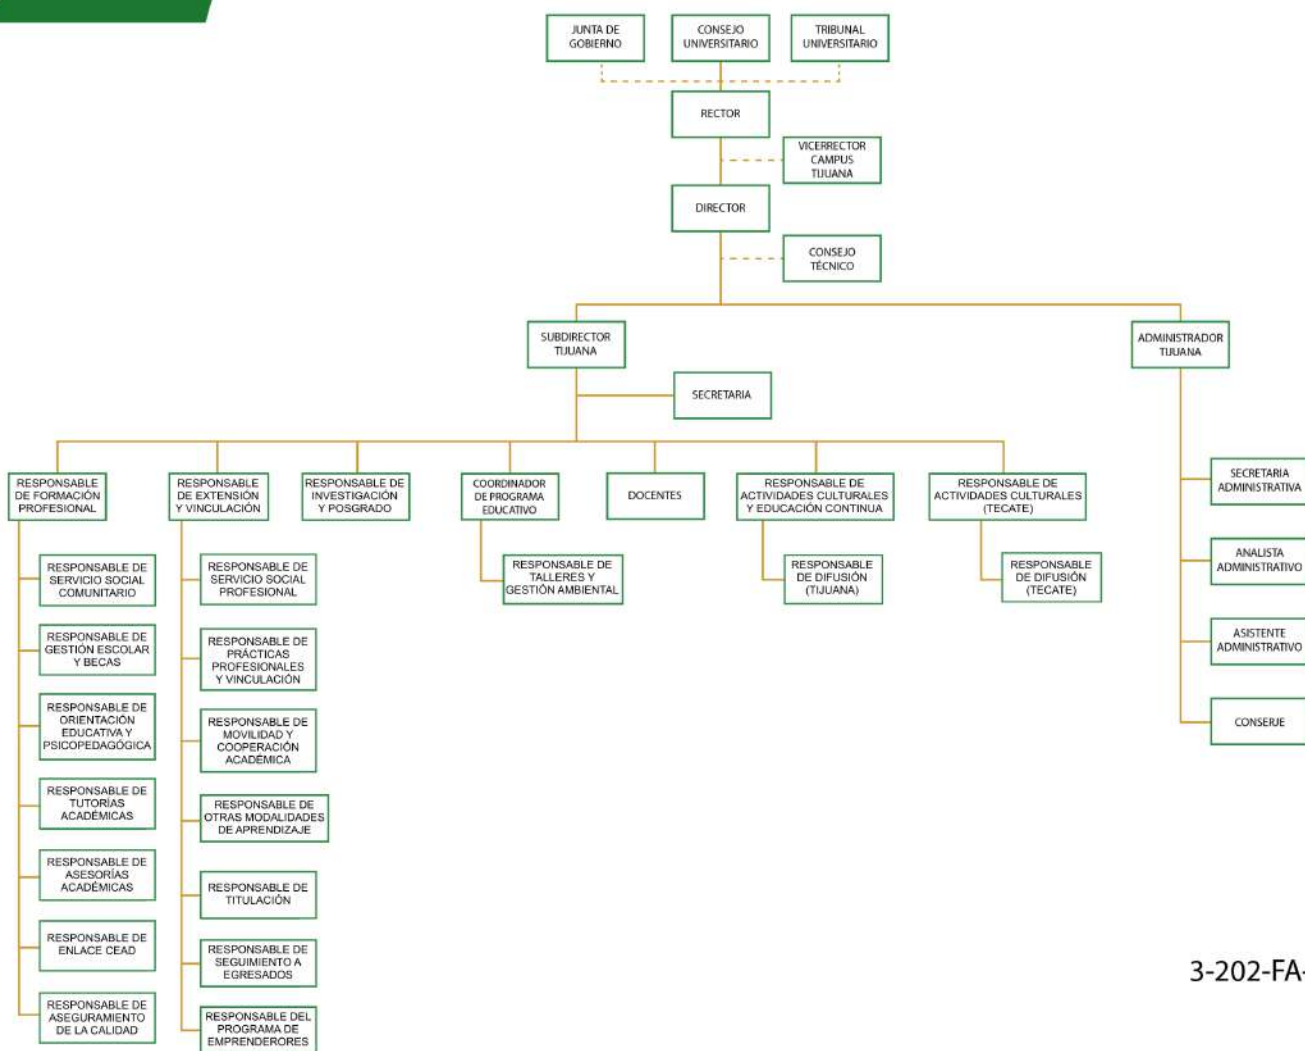 JUNTA DE
GOBIERNO
CONSEJO
UNIVERSITARIO
TRIBUNAL
UNIVERSITARIO
RECTOR
VICERRECTOR
CAMPUS
TIJUANA
DIRECTOR
CONSEJO
TÉCNICO
SUBDIRECTOR
TIJUANA
ADMINISTRADOR
TIJUANA
SECRETARIA
RESPONSABLE
DE FORMACIÓN
PROFESIONAL
RESPONSABLE
DE EXTENSIÓN
Y VINCULACIÓN
RESPONSABLE DE
INVESTIGACIÓN
Y POSGRADO
COORDINADOR
DE PROGRAMA
EDUCATIVO
DOCENTES
RESPONSABLE DE
ACTIVIDADES CULTURALES
Y EDUCACIÓN CONTINUA
RESPONSABLE DE
ACTIVIDADES CULTURALES
(TECATE)
RESPONSABLE DE
SERVICIO SOCIAL
COMUNITARIO
RESPONSABLE DE
GESTIÓN ESCOLAR
Y BECAS
RESPONSABLE DE
ORIENTACIÓN
EDUCATIVA Y
PSICOPEDAGÓGICA
RESPONSABLE DE
TUTORÍAS
ACADÉMICAS
RESPONSABLE DE
ASESORÍAS
ACADÉMICAS
RESPONSABLE DE
ENLACE CEAD
RESPONSABLE DE
ASEGURAMIENTO
DE LA CALIDAD
RESPONSABLE DE
SERVICIO SOCIAL
PROFESIONAL
RESPONSABLE DE
PRÁCTICAS
PROFESIONALES
Y VINCULACIÓN
RESPONSABLE DE
MOVILIDAD Y
COOPERACIÓN
ACADÉMICA
RESPONSABLE DE
OTRAS MODALIDADES
DE APRENDIZAJE
RESPONSABLE DE
TITULACIÓN
RESPONSABLE DE
SEGUIMIENTO A
EGRESADOS
RESPONSABLE DEL
PROGRAMA DE
EMPRENDERORES
RESPONSABLE DE
TALLERES Y
GESTIÓN AMBIENTAL
RESPONSABLE
DE DIFUSIÓN
(TIJUANA)
RESPONSABLE
DE DIFUSIÓN
(TECATE)
SECRETARIA
ADMINISTRATIVA
ANALISTA
ADMINISTRATIVO
ASISTENTE
ADMINISTRATIVO
CONSERJE
3-202-FA-